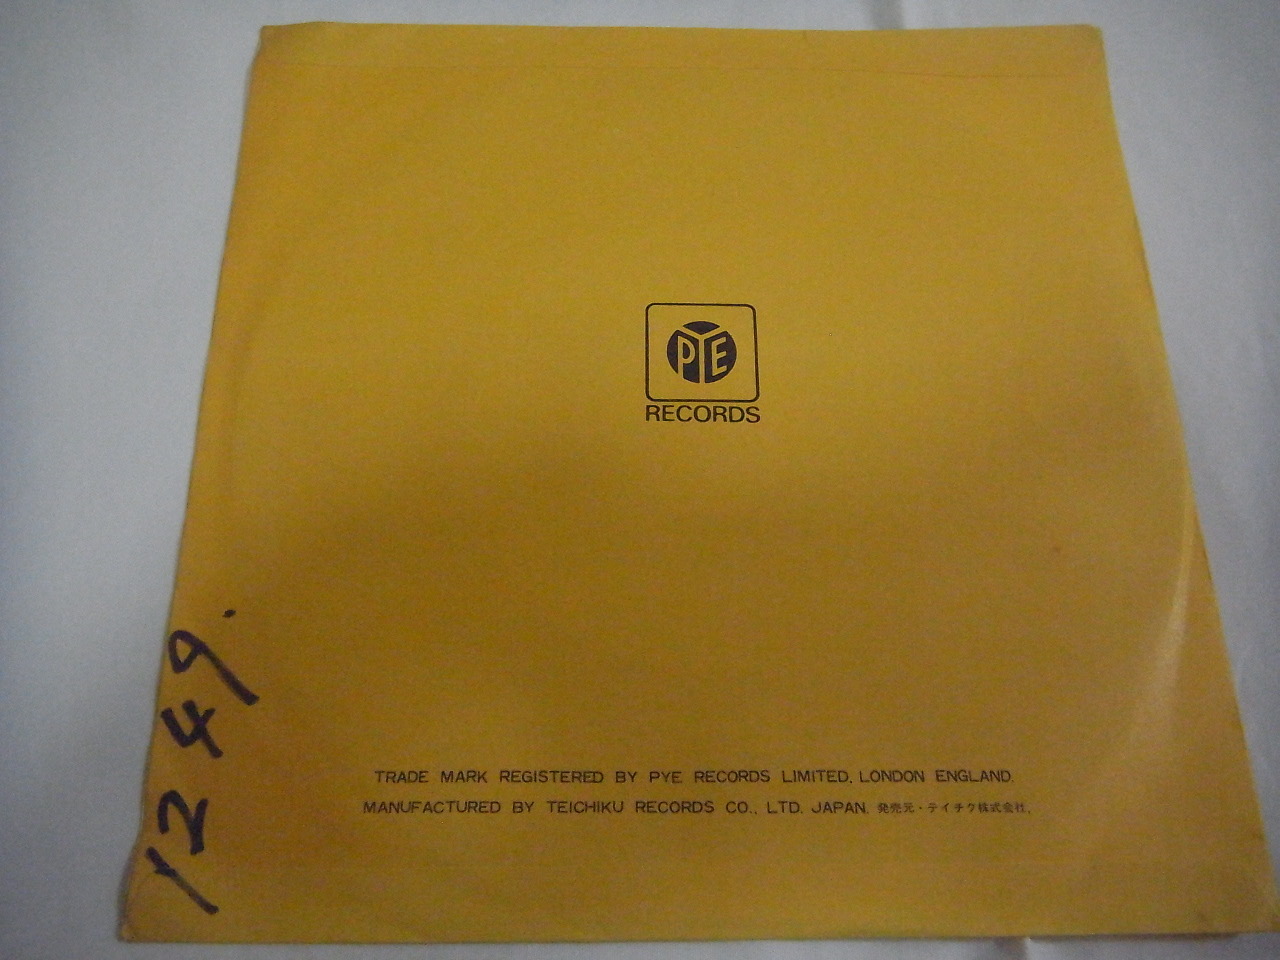 PYE
RECORDS
TRADE MARK REGISTERED BY PYE RECORDS LIMITED, LONDON ENGLAND.
MANUFACTURED BY TEICHIKU RECORDS CO., LTD. JAPAN. 発売元・テイチク株式会社.
1249.